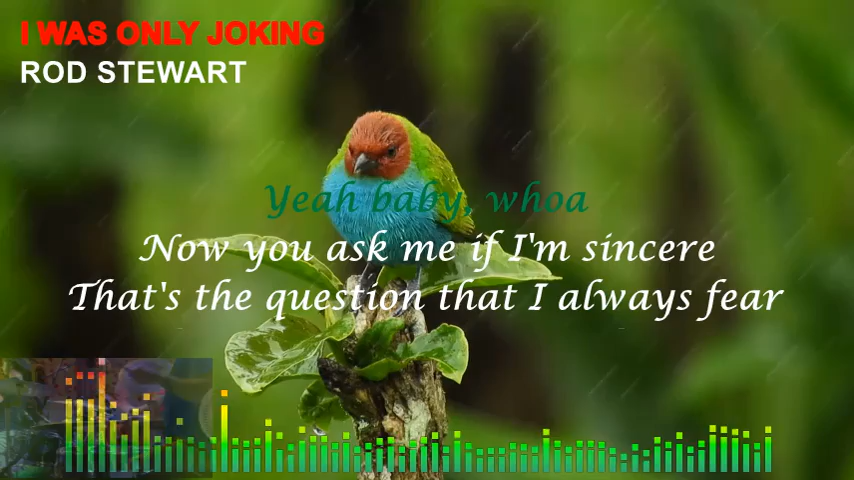 I WAS ONLY JOKING
ROD STEWART
Yeah baby, whoa
Now you ask me if I'm sincere
That's the question that I always fear